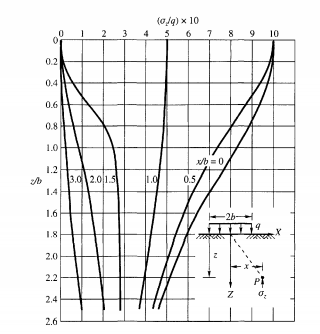 (σz/q) × 10
0 1 2 3 4 5 6 7 8 9 10
0
0.2
0.4
0.6
0.8
1.0
1.2
1.4
1.6
1.8
2.0
2.2
2.4
2.6
z/b
3.0 2.0 1.5 1.0 0.5 x/b = 0
2b
q
X
z
x
P
Z
σz